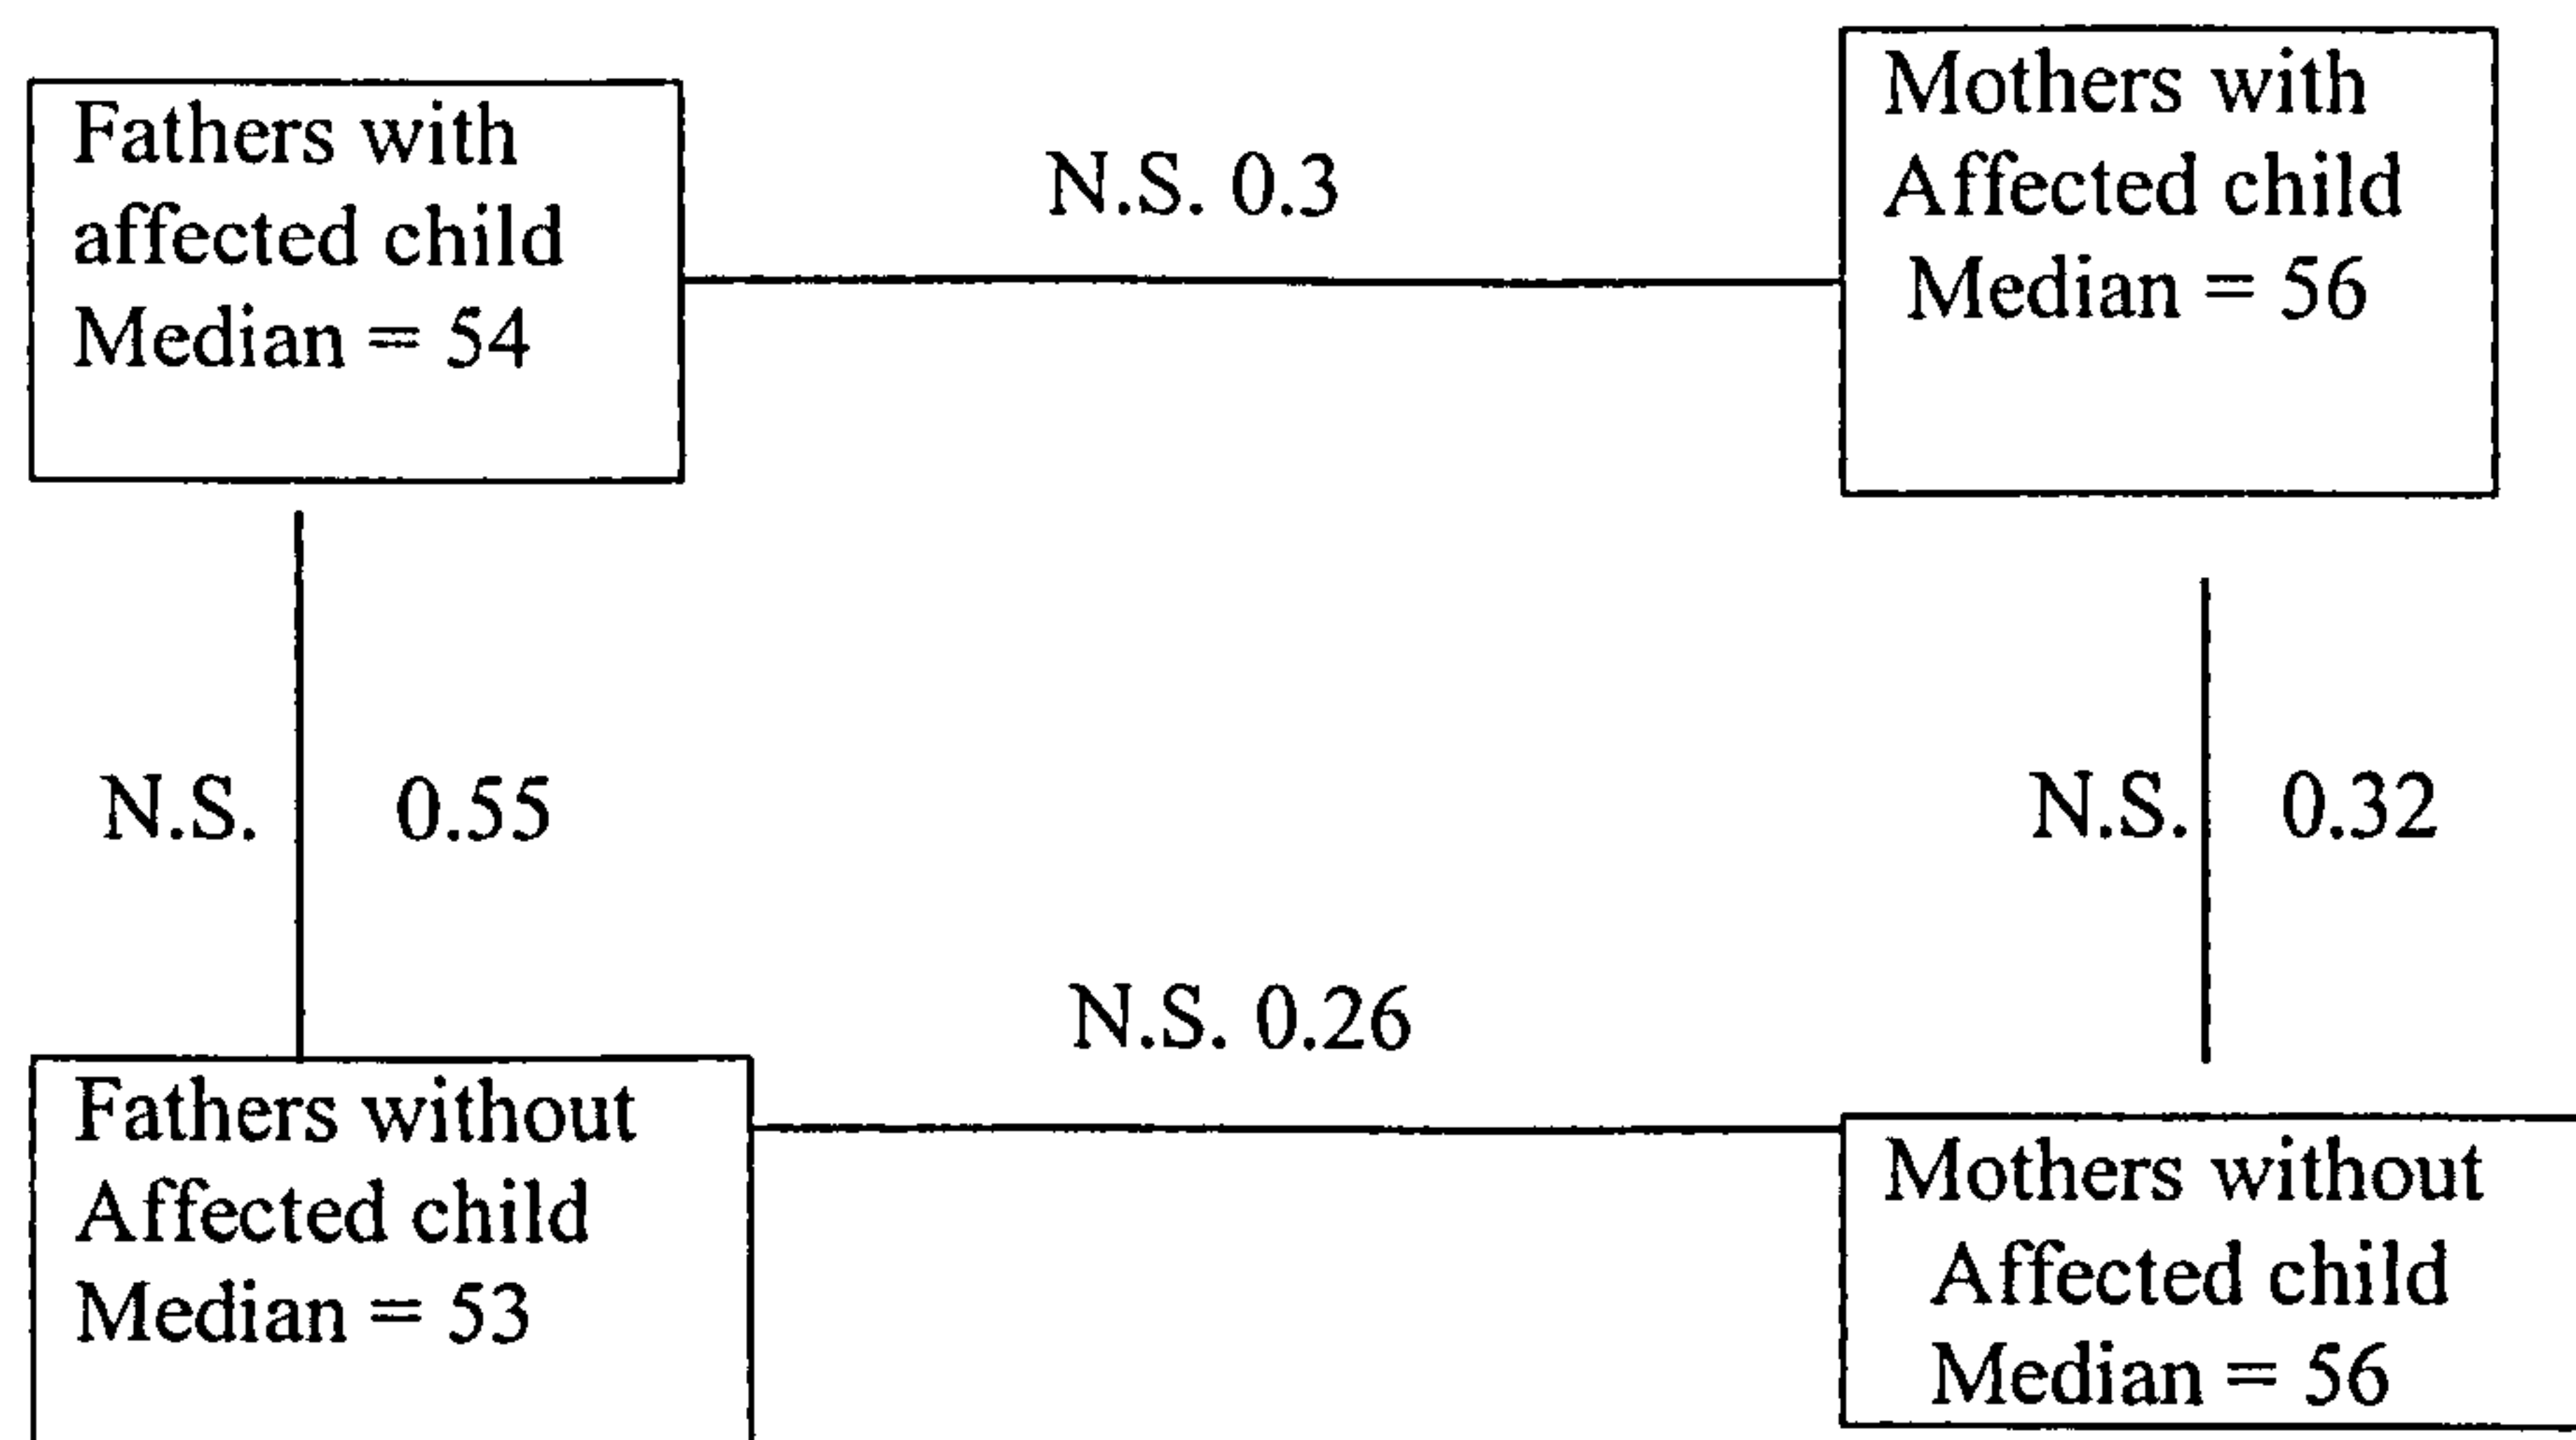 Fathers with
affected child
Median = 54
N.S. 0.3
Mothers with
Affected child
Median = 56
N.S. 0.55
N.S. 0.32
N.S. 0.26
Fathers without
Affected child
Median = 53
Mothers without
Affected child
Median = 56